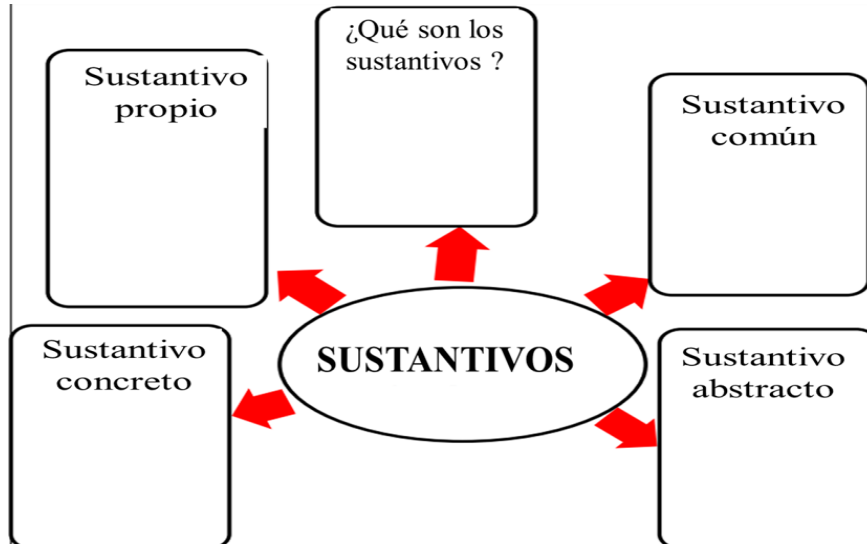 ¿Qué son los
sustantivos ?
Sustantivo
propio
Sustantivo
común
SUSTANTIVOS
Sustantivo
concreto
Sustantivo
abstracto